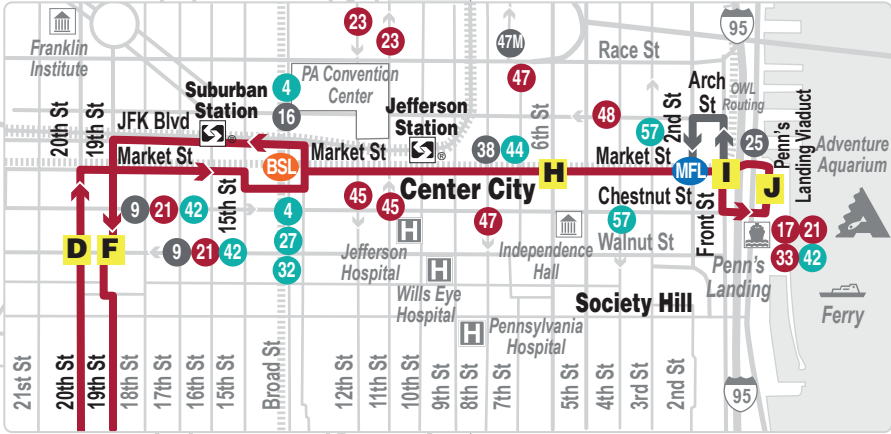 Franklin
Institute
23
23
47M
47
Race St
95
PA Convention
Center
4
16
Suburban
Station
Jefferson
Station
®
®
20th St
19th St
JFK Blvd
Market St
15th St
BSL
Market St
38
44
6th St
48
57
2nd St
Arch
St
OWL
Routing
25
Penn's
Landing Viaduct
Adventure
Aquarium
Market St
H
MFL
I
J
Center City
Chestnut St
Front St
D
F
9
21
42
9
21
42
4
27
32
45
45
H
Jefferson
Hospital
47
Independence
Hall
57
Walnut St
17
21
33
42
Penn's
Landing
H
Wills Eye
Hospital
H
Pennsylvania
Hospital
Society Hill
Ferry
21st St
20th St
19th St
18th St
17th St
16th St
15th St
Broad St
12th St
11th St
10th St
9th St
8th St
7th St
5th St
4th St
3rd St
2nd St
95